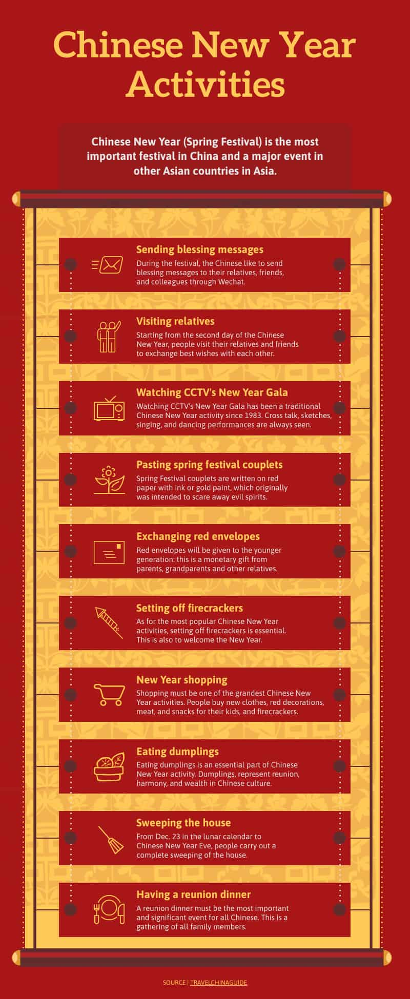 Chinese New Year
Activities
Chinese New Year (Spring Festival) is the most
important festival in China and a major event in
other Asian countries in Asia.
Sending blessing messages
During the festival, the Chinese like to send
blessing messages to their relatives, friends,
and colleagues through Wechat.
Visiting relatives
Starting from the second day of the Chinese
New Year, people visit their relatives and friends
to exchange best wishes with each other.
Watching CCTV's New Year Gala
Watching CCTV's New Year Gala has been a traditional
Chinese New Year activity since 1983. Cross talk, sketches,
singing, and dancing performances are always seen.
Pasting spring festival couplets
Spring Festival couplets are written on red
paper with ink or gold paint, which originally
was intended to scare away evil spirits.
Exchanging red envelopes
Red envelopes will be given to the younger
generation: this is a monetary gift from
parents, grandparents and other relatives.
Setting off firecrackers
As for the most popular Chinese New Year
activities, setting off firecrackers is essential.
This is also to welcome the New Year.
New Year shopping
Shopping must be one of the grandest Chinese New
Year activities. People buy new clothes, red decorations,
meat, and snacks for their kids, and firecrackers.
Eating dumplings
Eating dumplings is an essential part of Chinese
New Year activity. Dumplings, represent reunion,
harmony, and wealth in Chinese culture.
Sweeping the house
From Dec. 23 in the lunar calendar to
Chinese New Year Eve, people carry out a
complete sweeping of the house.
Having a reunion dinner
A reunion dinner must be the most important
and significant event for all Chinese. This is a
gathering of all family members.
SOURCE | TRAVELCHINAGUIDE